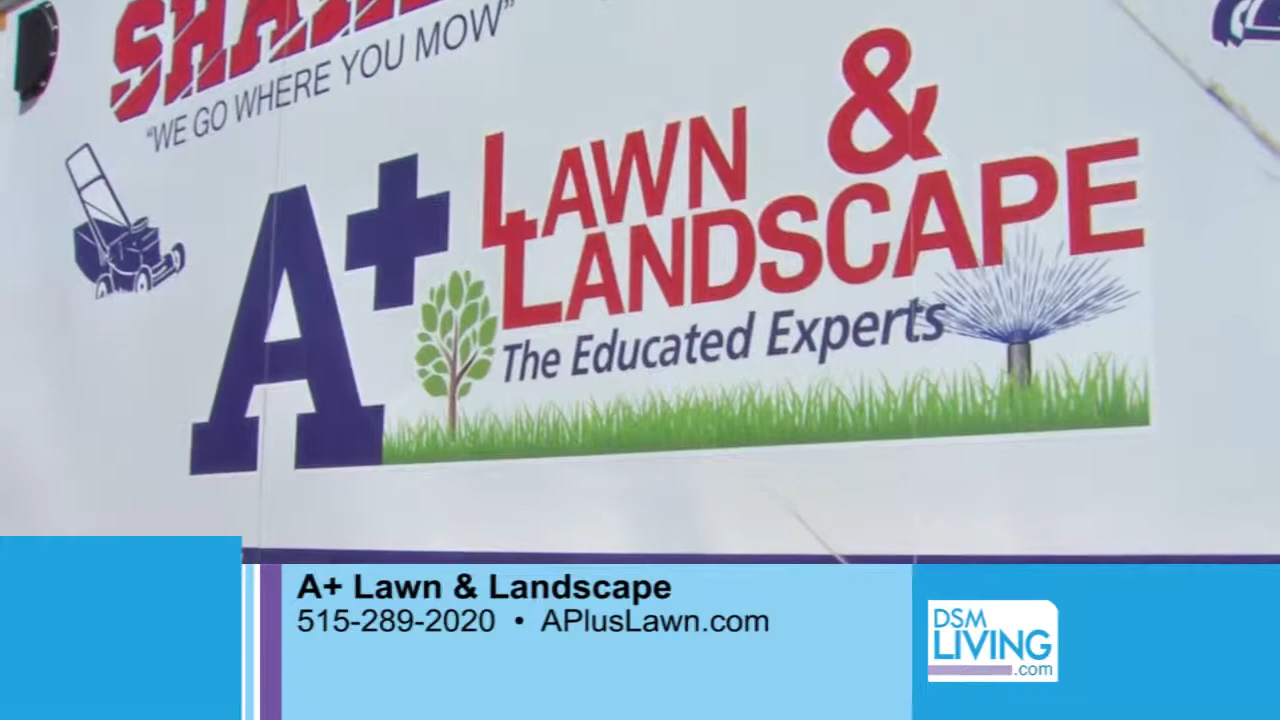 "WE GO WHERE YOU MOW"
A+ LAWN &
LANDSCAPE
The Educated Experts
A+ Lawn & Landscape
515-289-2020 • APlusLawn.com
DSM
LIVING
.com